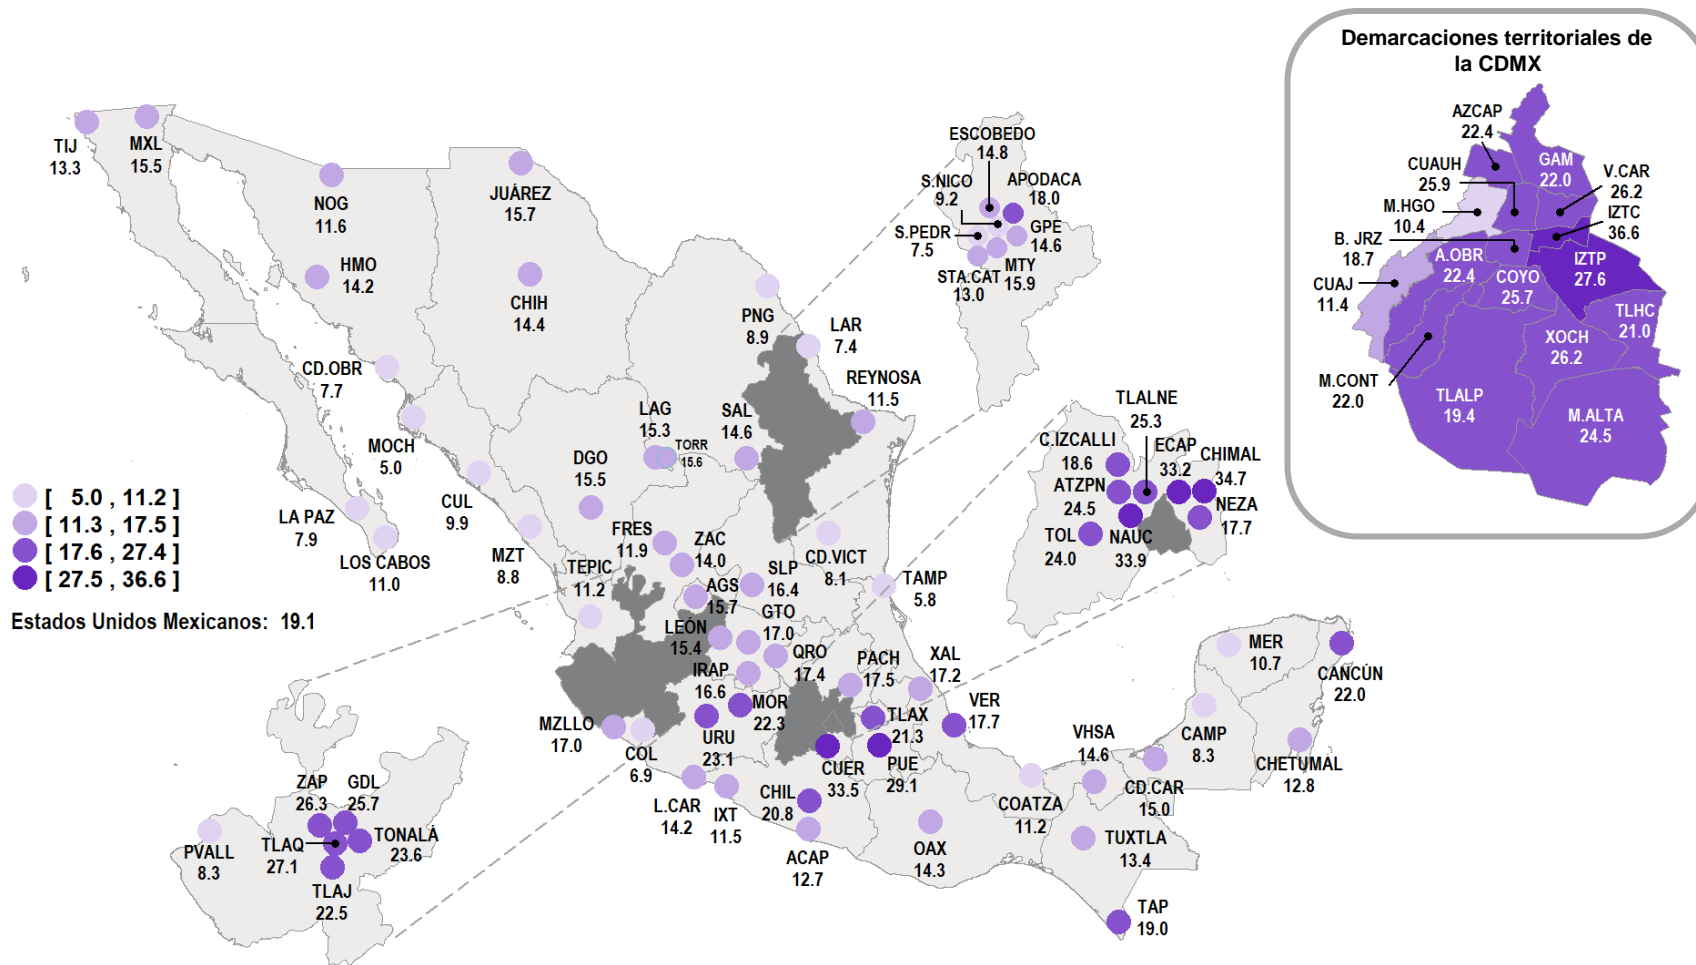 Demarcaciones territoriales de
la CDMX
AZCAP
22.4
CUAUH
25.9
GAM
22.0
V.CAR
26.2
M.HGO
10.4
IZTC
36.6
B. JRZ
18.7
A.OBR
22.4
IZTP
27.6
CUAJ
11.4
COYO
25.7
TLHC
21.0
XOCH
26.2
M.CONT
22.0
TLALP
19.4
M.ALTA
24.5
TIJ
13.3
MXL
15.5
NOG
11.6
JUÁREZ
15.7
HMO
14.2
CHIH
14.4
CD.OBR
7.7
MOCH
5.0
CUL
9.9
LA PAZ
7.9
LOS CABOS
11.0
MZT
8.8
PNG
8.9
LAR
7.4
REYNOSA
11.5
LAG
15.3
TORR
15.6
SAL
14.6
DGO
15.5
FRES
11.9
ZAC
14.0
TEPIC
11.2
AGS
15.7
SLP
16.4
CD.VICT
8.1
TAMP
5.8
LEÓN
15.4
GTO
17.0
IRAP
16.6
QRO
17.4
PACH
17.5
XAL
17.2
VER
17.7
MOR
22.3
URU
23.1
MZLLO
17.0
COL
6.9
TLAX
21.3
PUE
29.1
CUER
33.5
L.CAR
14.2
IXT
11.5
CHIL
20.8
ACAP
12.7
OAX
14.3
COATZA
11.2
VHSA
14.6
CD.CAR
15.0
TUXTLA
13.4
TAP
19.0
CAMP
8.3
MER
10.7
CANCÚN
22.0
CHETUMAL
12.8
ESCOBEDO
14.8
S.NICO
9.2
APODACA
18.0
S.PEDR
7.5
GPE
14.6
STA.CAT
13.0
MTY
15.9
TLALNE
25.3
C.IZCALLI
18.6
ECAP
33.2
CHIMAL
34.7
ATZPN
24.5
NEZA
17.7
TOL
24.0
NAUC
33.9
ZAP
26.3
GDL
25.7
TONALÁ
23.6
TLAQ
27.1
PVALL
8.3
TLAJ
22.5
[ 5.0 , 11.2 ]
[ 11.3 , 17.5 ]
[ 17.6 , 27.4 ]
[ 27.5 , 36.6 ]
Estados Unidos Mexicanos: 19.1